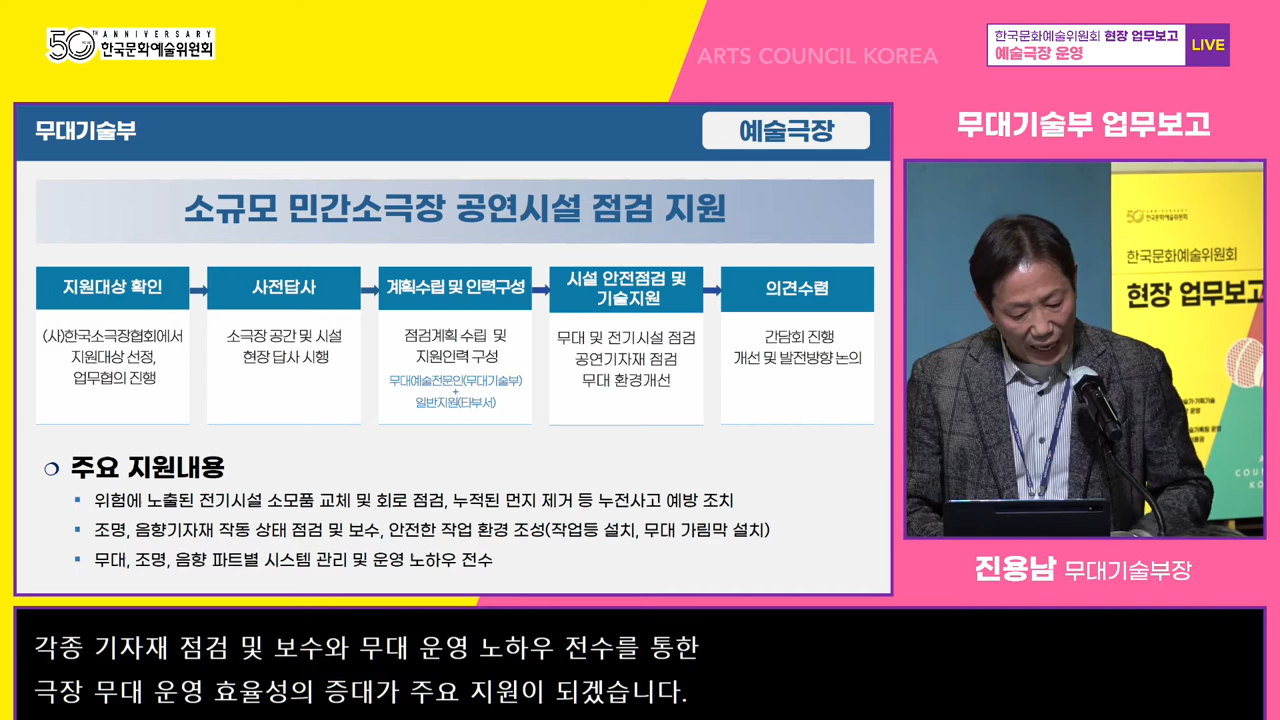 50TH ANNIVERSARY
한국문화예술위원회
ARTS COUNCIL KOREA
한국문화예술위원회 현장 업무보고
예술극장 운영
LIVE
무대기술부
예술극장
소규모 민간소극장 공연시설 점검 지원
지원대상 확인
(사)한국소극장협회에서
지원대상 선정,
업무협의 진행
사전답사
소극장 공간 및 시설
현장 답사 시행
계획수립 및 인력구성
점검계획 수립 및
지원인력 구성
무대예술전문인(무대기술부)
+
일반지원(타부서)
시설 안전점검 및
기술지원
무대 및 전기시설 점검
공연기자재 점검
무대 환경개선
의견수렴
간담회 진행
개선 및 발전방향 논의
주요 지원내용
위험에 노출된 전기시설 소모품 교체 및 회로 점검, 누적된 먼지 제거 등 누전사고 예방 조치
조명, 음향기자재 작동 상태 점검 및 보수, 안전한 작업 환경 조성(작업등 설치, 무대 가림막 설치)
무대, 조명, 음향 파트별 시스템 관리 및 운영 노하우 전수
무대기술부 업무보고
50 ANNIVERSARY
한국문화예술위원회
한국문화예술위원회
현장 업무보
진용남 무대기술부장
각종 기자재 점검 및 보수와 무대 운영 노하우 전수를 통한
극장 무대 운영 효율성의 증대가 주요 지원이 되겠습니다.